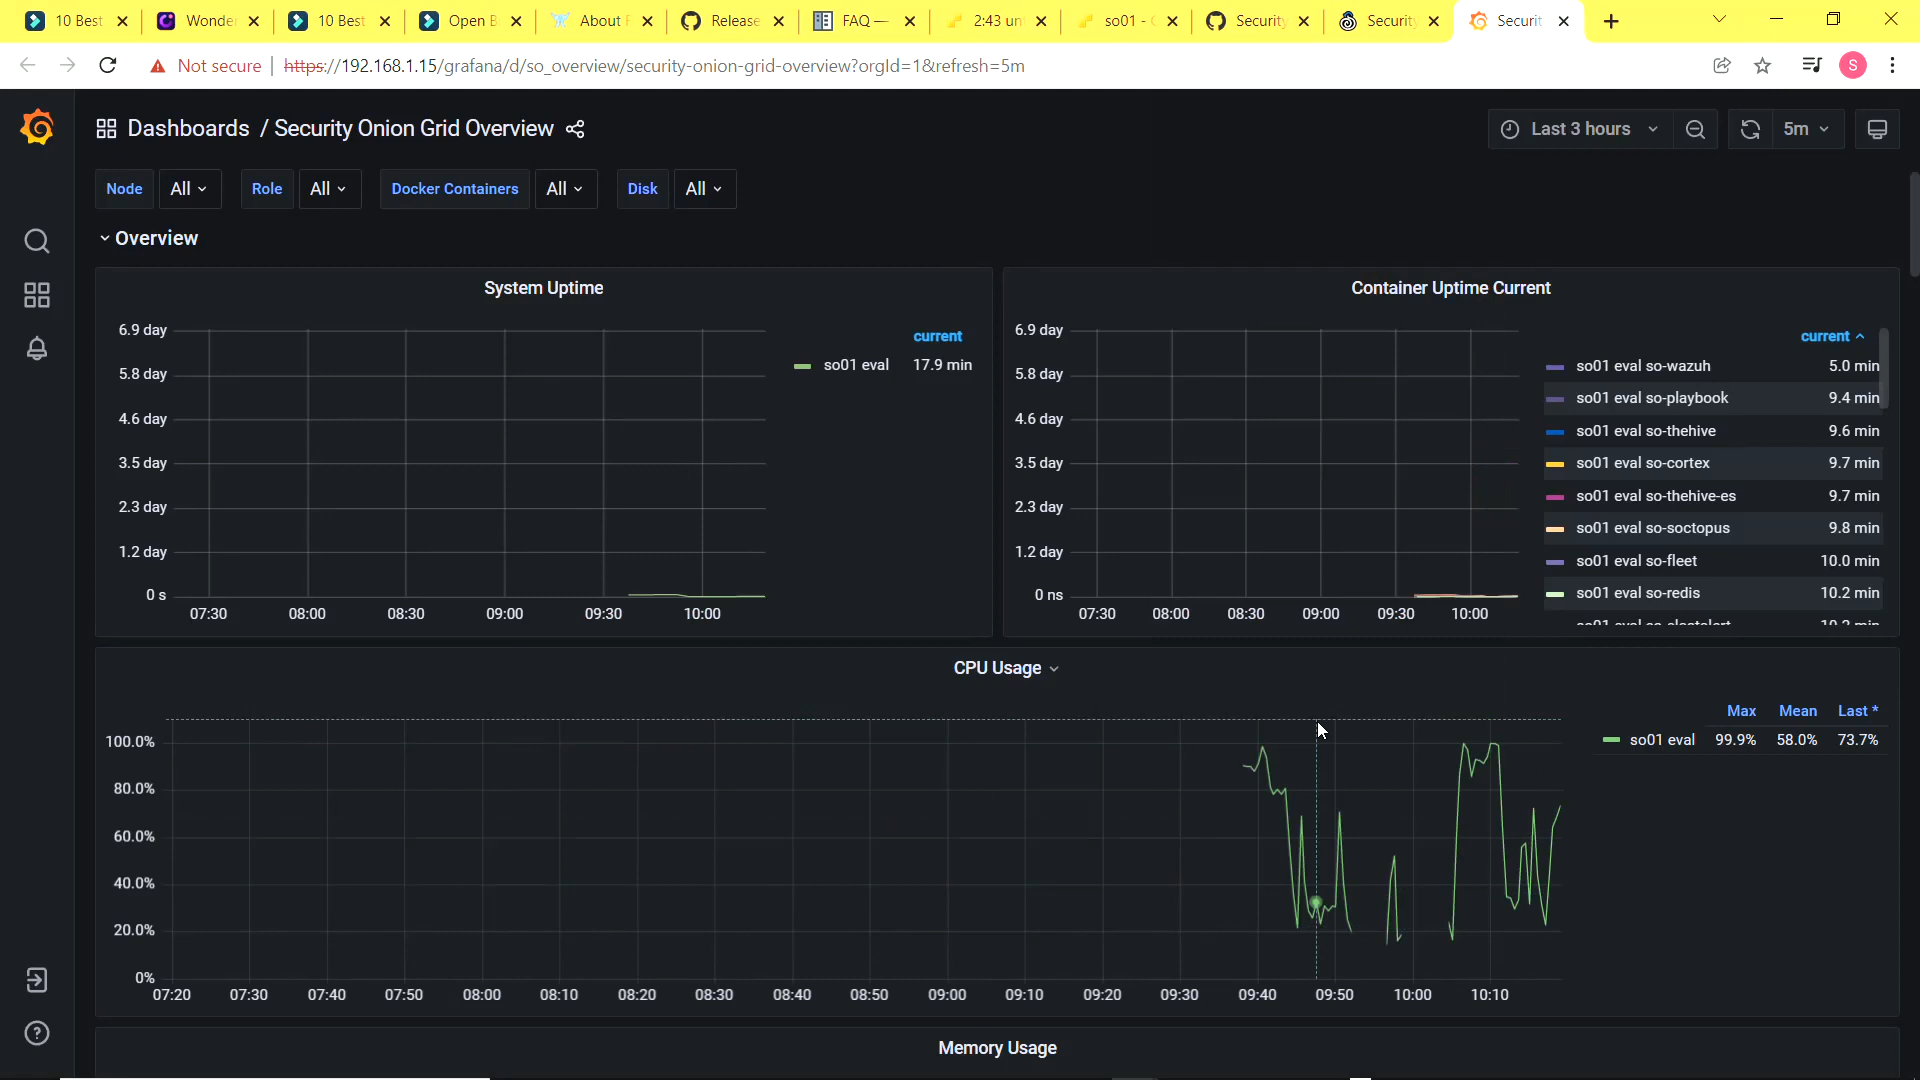 10 Best
Wonder
10 Best
Open B
About F
Release
FAQ —
2:43 un
so01 -
Security
Security
Securit
Not secure
https://192.168.1.15/grafana/d/so_overview/security-onion-grid-overview?orgId=1&refresh=5m
S
Dashboards / Security Onion Grid Overview
Last 3 hours
5m
Node All
Role All
Docker Containers All
Disk All
Overview
System Uptime
6.9 day
5.8 day
4.6 day
3.5 day
2.3 day
1.2 day
0 s
07:30 08:00 08:30 09:00 09:30 10:00
current
so01 eval 17.9 min
Container Uptime Current
6.9 day
5.8 day
4.6 day
3.5 day
2.3 day
1.2 day
0 ns
07:30 08:00 08:30 09:00 09:30 10:00
current
so01 eval so-wazuh 5.0 min
so01 eval so-playbook 9.4 min
so01 eval so-thehive 9.6 min
so01 eval so-cortex 9.7 min
so01 eval so-thehive-es 9.7 min
so01 eval so-soctopus 9.8 min
so01 eval so-fleet 10.0 min
so01 eval so-redis 10.2 min
CPU Usage
100.0%
80.0%
60.0%
40.0%
20.0%
0%
07:20 07:30 07:40 07:50 08:00 08:10 08:20 08:30 08:40 08:50 09:00 09:10 09:20 09:30 09:40 09:50 10:00 10:10
Max Mean Last *
so01 eval 99.9% 58.0% 73.7%
Memory Usage